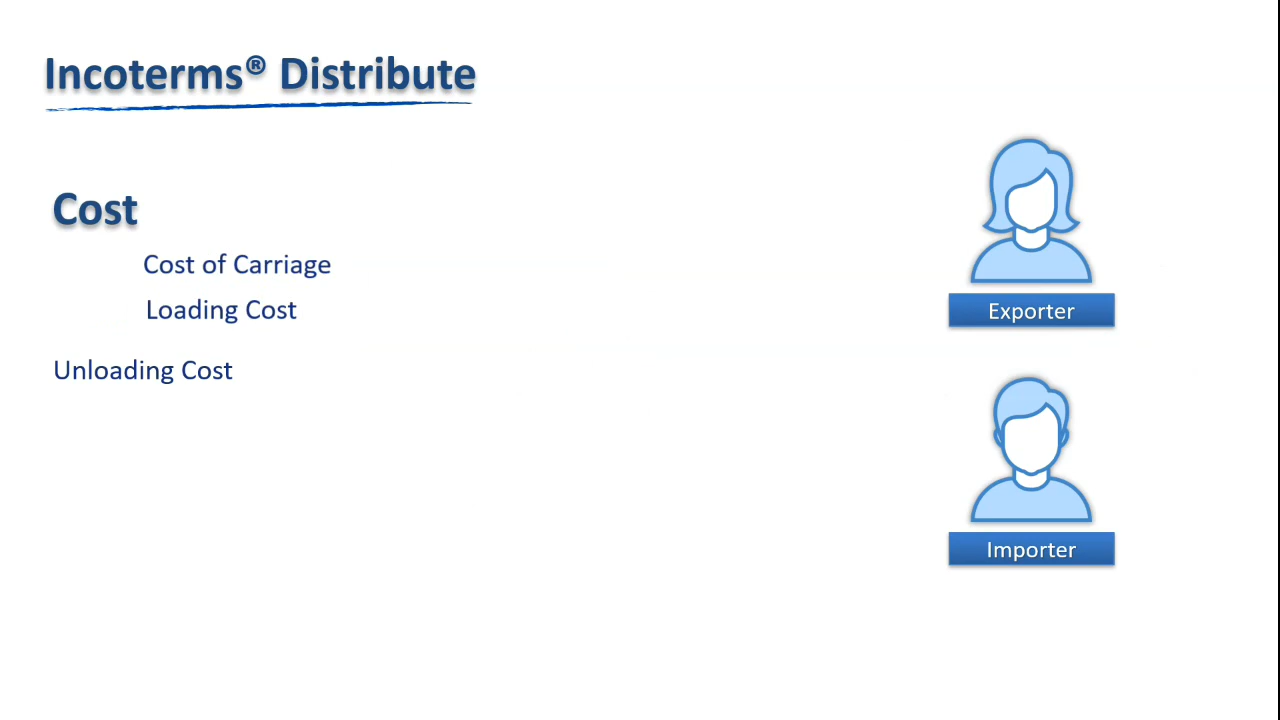 Incoterms® Distribute
Cost
Cost of Carriage
Loading Cost
Unloading Cost
Exporter
Importer